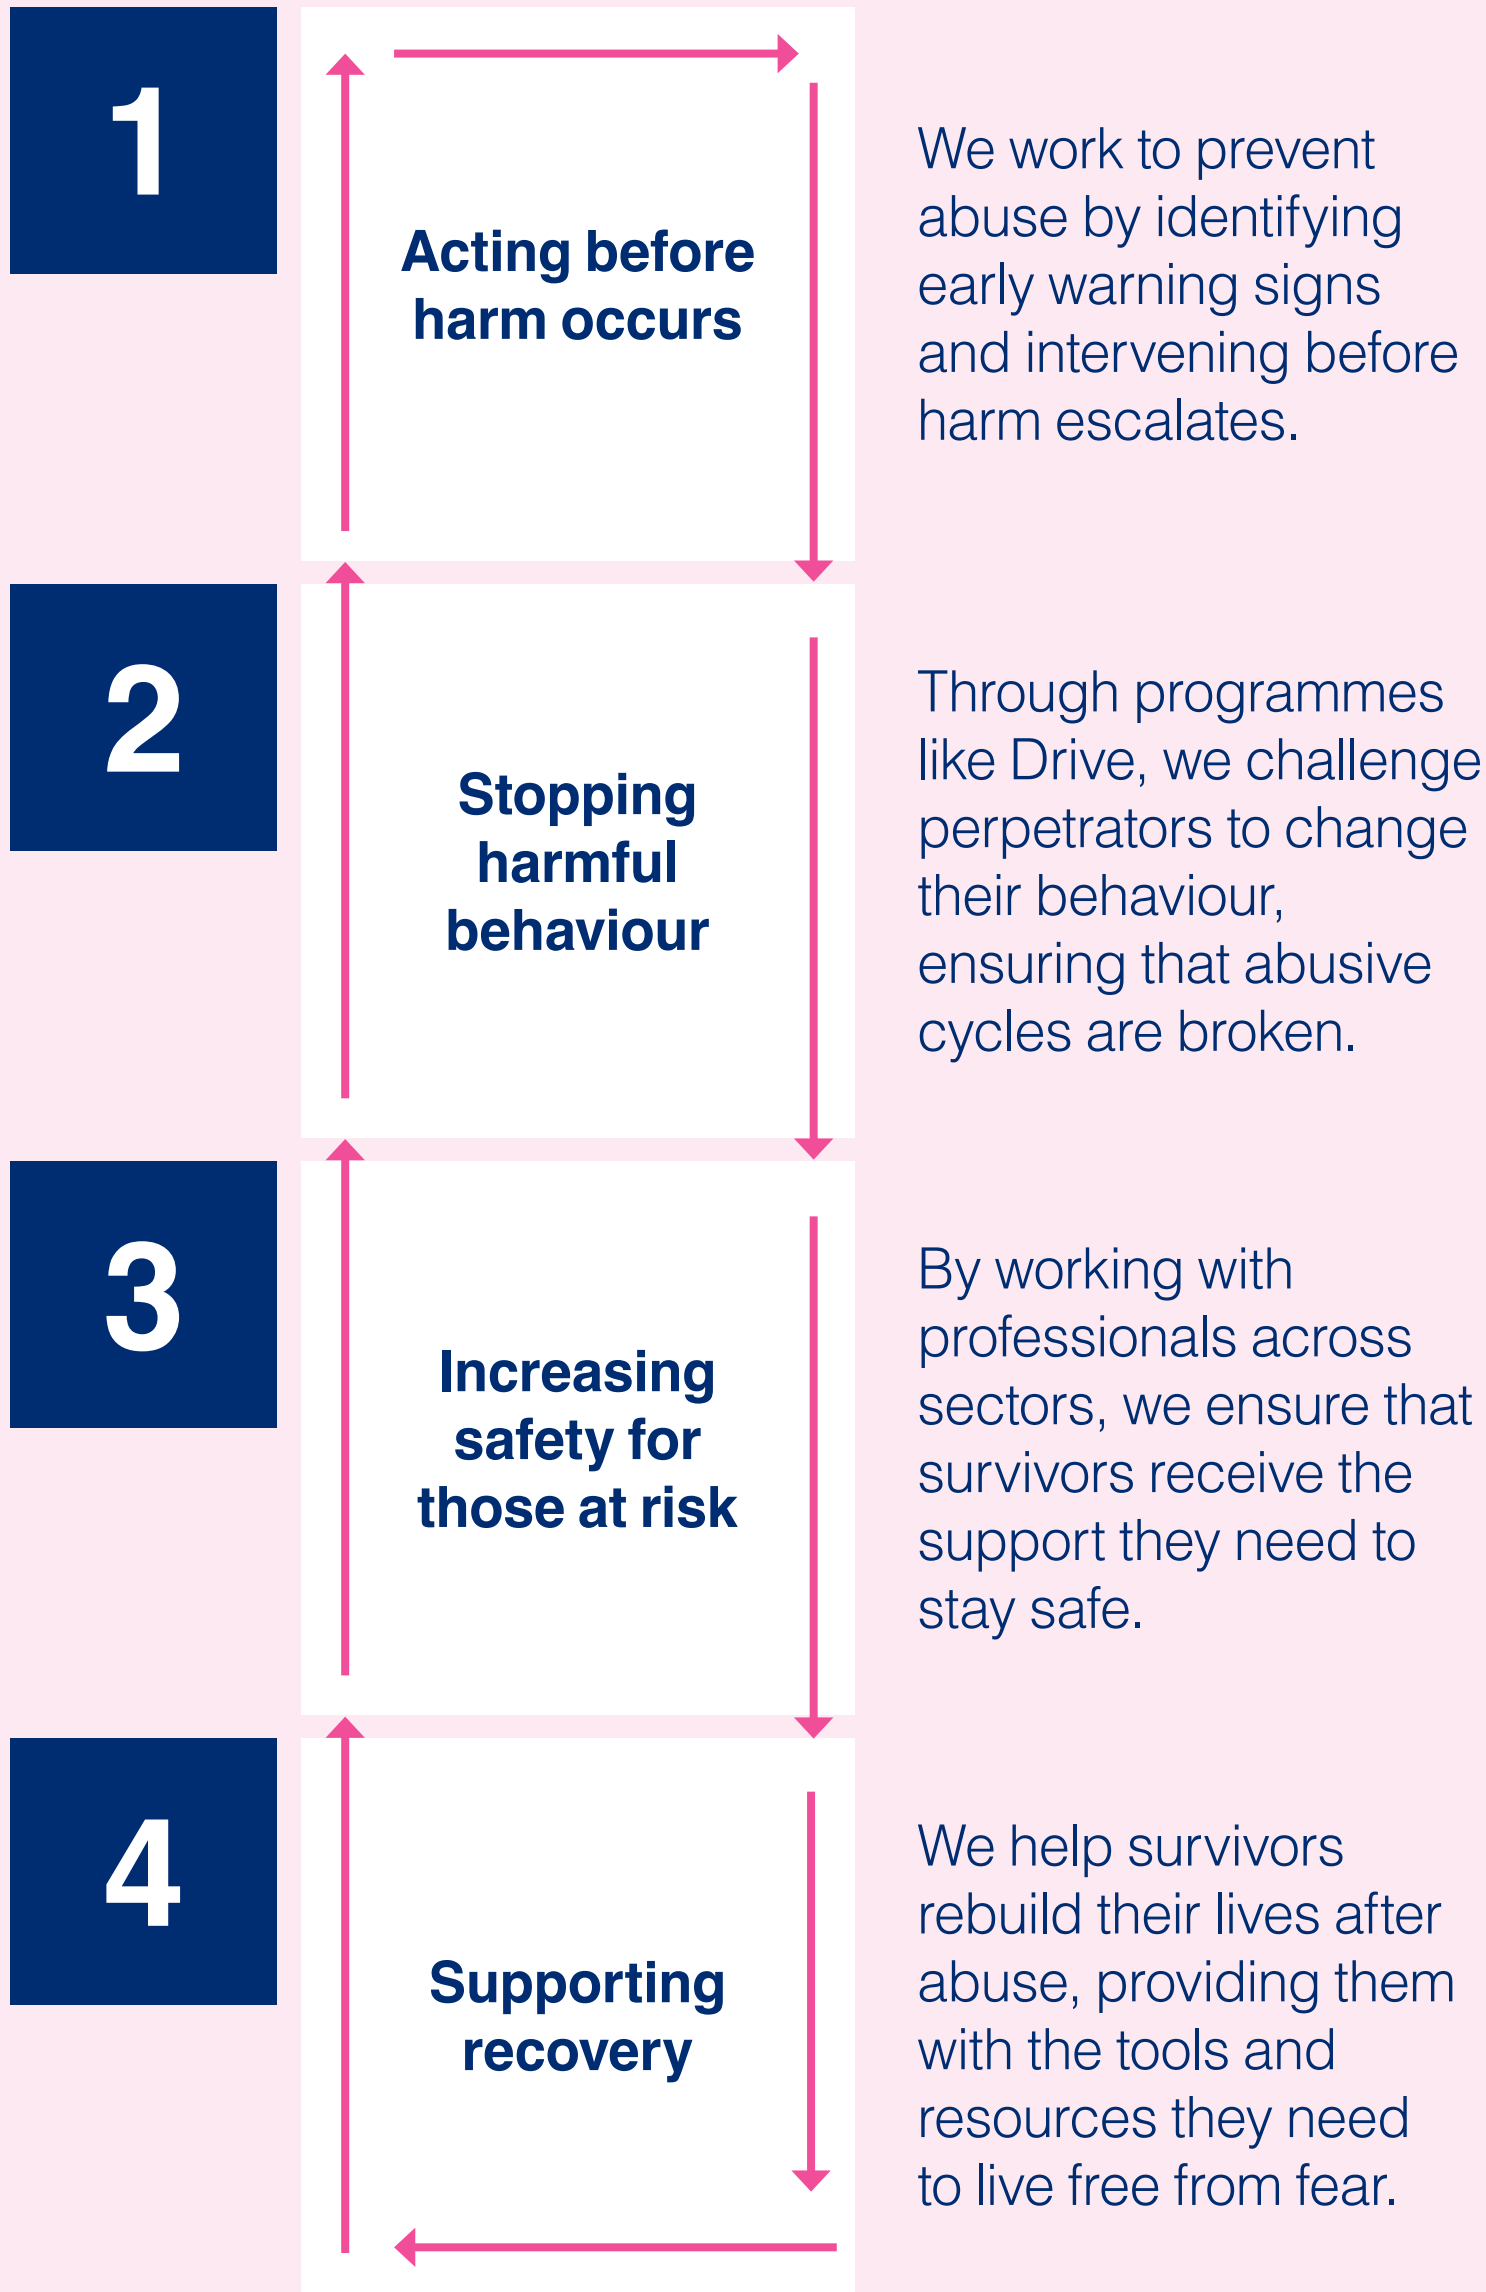 1
Acting before
harm occurs
We work to prevent
abuse by identifying
early warning signs
and intervening before
harm escalates.
2
Stopping
harmful
behaviour
Through programmes
like Drive, we challenge
perpetrators to change
their behaviour,
ensuring that abusive
cycles are broken.
3
Increasing
safety for
those at risk
By working with
professionals across
sectors, we ensure that
survivors receive the
support they need to
stay safe.
4
Supporting
recovery
We help survivors
rebuild their lives after
abuse, providing them
with the tools and
resources they need
to live free from fear.